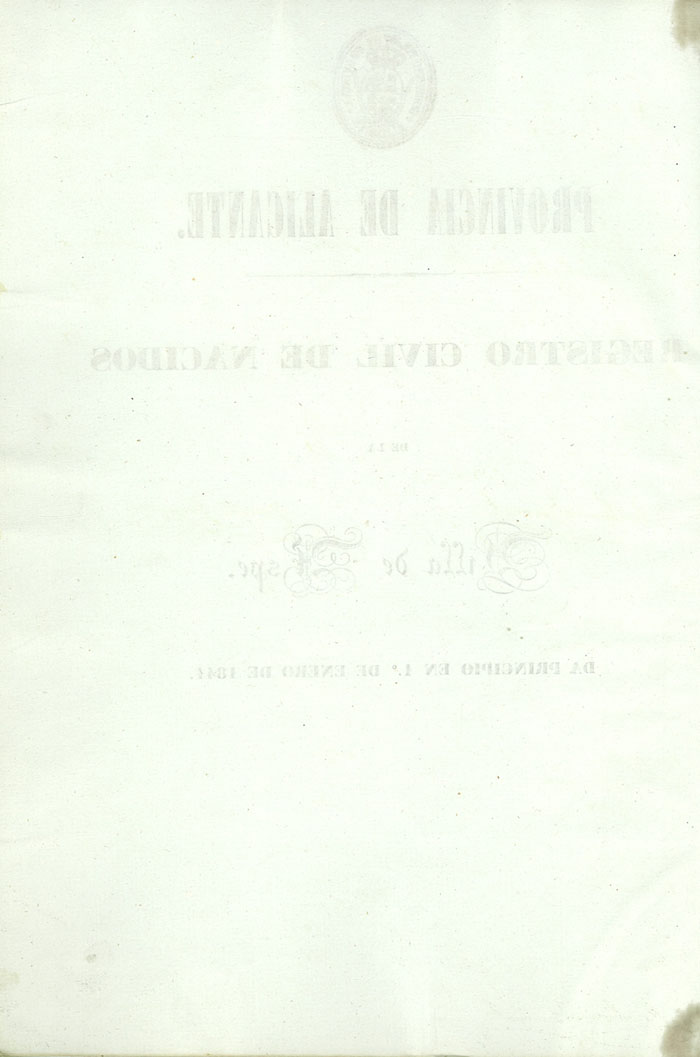 PROVINCIA DE ALICANTE.
REGISTRO CIVIL DE NACIDOS
DE LA
Villa de Aspe.
DA PRINCIPIO EN 1.º DE ENERO DE 1841.